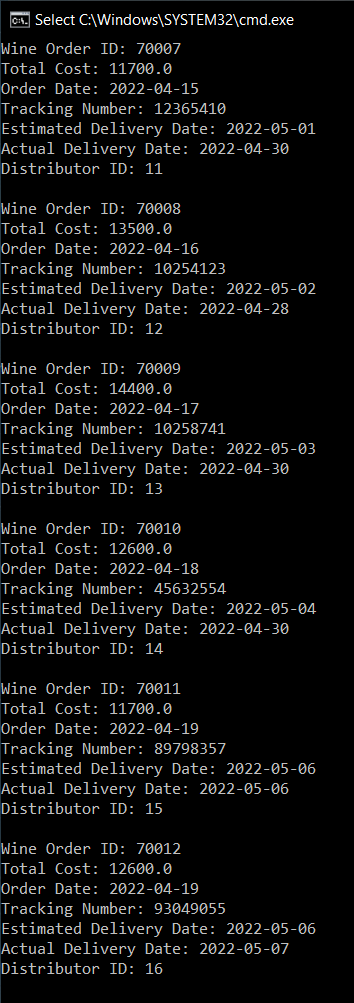 Select C:\Windows\SYSTEM32\cmd.exe
Wine Order ID: 70007
Total Cost: 11700.0
Order Date: 2022-04-15
Tracking Number: 12365410
Estimated Delivery Date: 2022-05-01
Actual Delivery Date: 2022-04-30
Distributor ID: 11

Wine Order ID: 70008
Total Cost: 13500.0
Order Date: 2022-04-16
Tracking Number: 10254123
Estimated Delivery Date: 2022-05-02
Actual Delivery Date: 2022-04-28
Distributor ID: 12

Wine Order ID: 70009
Total Cost: 14400.0
Order Date: 2022-04-17
Tracking Number: 10258741
Estimated Delivery Date: 2022-05-03
Actual Delivery Date: 2022-04-30
Distributor ID: 13

Wine Order ID: 70010
Total Cost: 12600.0
Order Date: 2022-04-18
Tracking Number: 45632554
Estimated Delivery Date: 2022-05-04
Actual Delivery Date: 2022-04-30
Distributor ID: 14

Wine Order ID: 70011
Total Cost: 11700.0
Order Date: 2022-04-19
Tracking Number: 89798357
Estimated Delivery Date: 2022-05-06
Actual Delivery Date: 2022-05-06
Distributor ID: 15

Wine Order ID: 70012
Total Cost: 12600.0
Order Date: 2022-04-19
Tracking Number: 93049055
Estimated Delivery Date: 2022-05-06
Actual Delivery Date: 2022-05-07
Distributor ID: 16